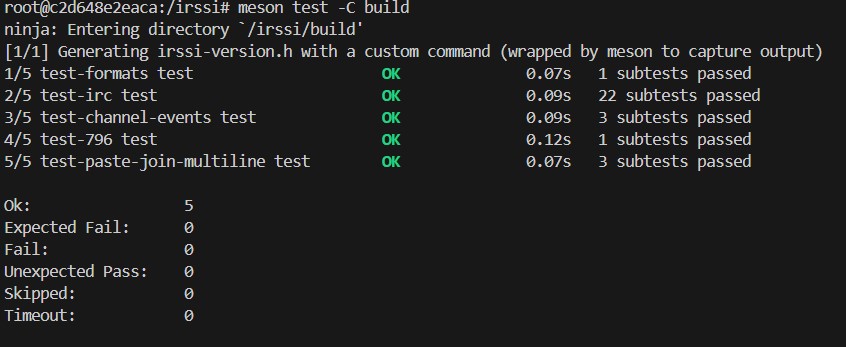 root@c2d648e2eaca:/irssi# meson test -C build
ninja: Entering directory `/irssi/build'
[1/1] Generating irssi-version.h with a custom command (wrapped by meson to capture output)
1/5 test-formats test                   OK              0.07s   1 subtests passed
2/5 test-irc test                       OK              0.09s   22 subtests passed
3/5 test-channel-events test            OK              0.09s   3 subtests passed
4/5 test-796 test                       OK              0.12s   1 subtests passed
5/5 test-paste-join-multiline test      OK              0.07s   3 subtests passed
Ok:                 5
Expected Fail:      0
Fail:               0
Unexpected Pass:    0
Skipped:            0
Timeout:            0